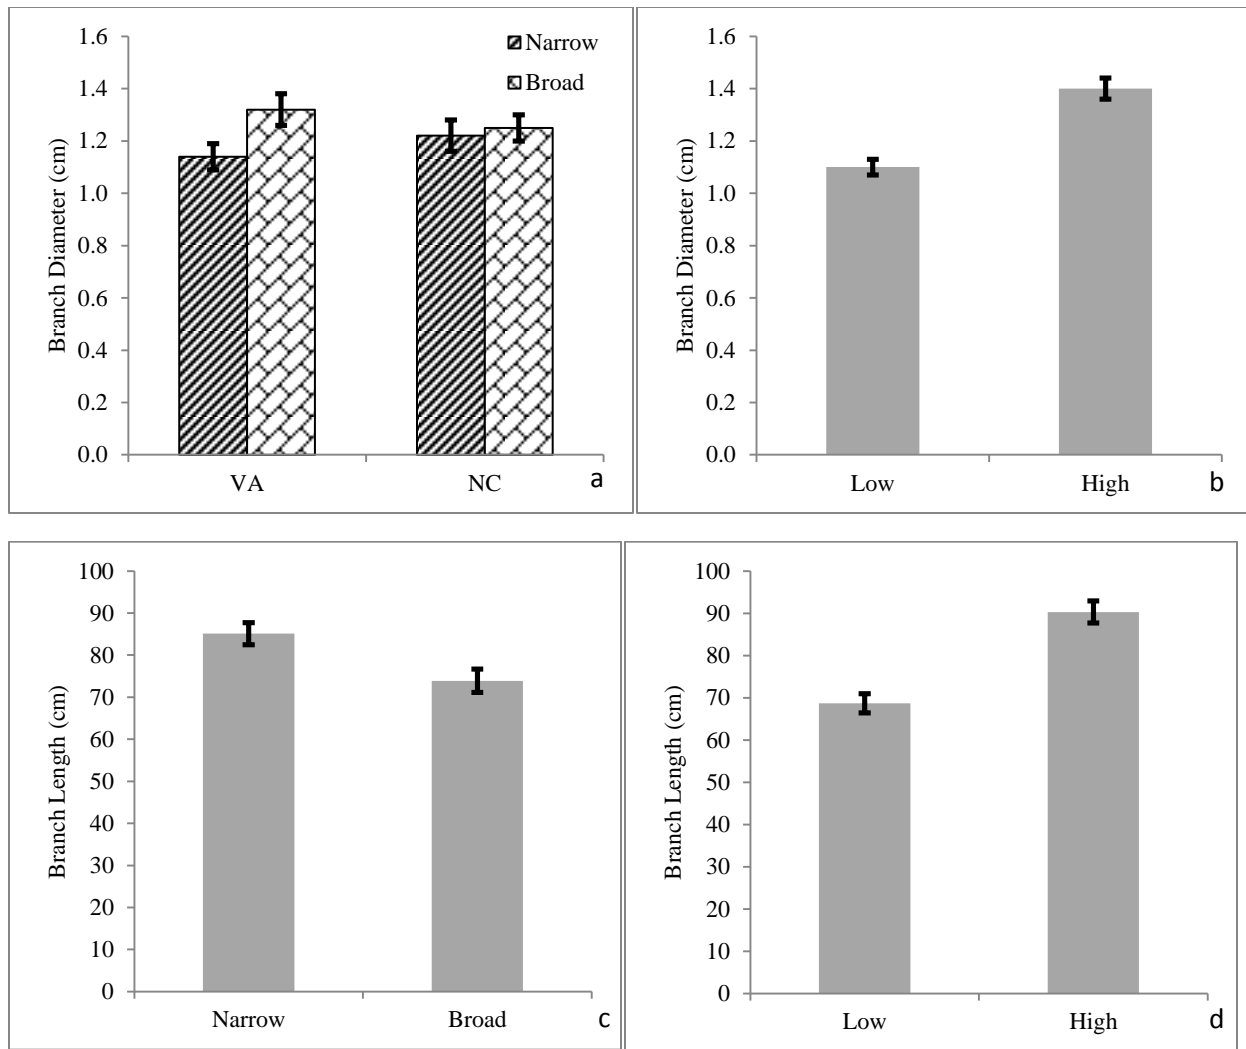 Branch Diameter (cm)
1.6
1.4
1.2
1.0
0.8
0.6
0.4
0.2
0.0
Narrow
Broad
VA
NC
a
Branch Diameter (cm)
1.6
1.4
1.2
1.0
0.8
0.6
0.4
0.2
0.0
Low
High
b
Branch Length (cm)
100
90
80
70
60
50
40
30
20
10
0
Narrow
Broad
c
Branch Length (cm)
100
90
80
70
60
50
40
30
20
10
0
Low
High
d